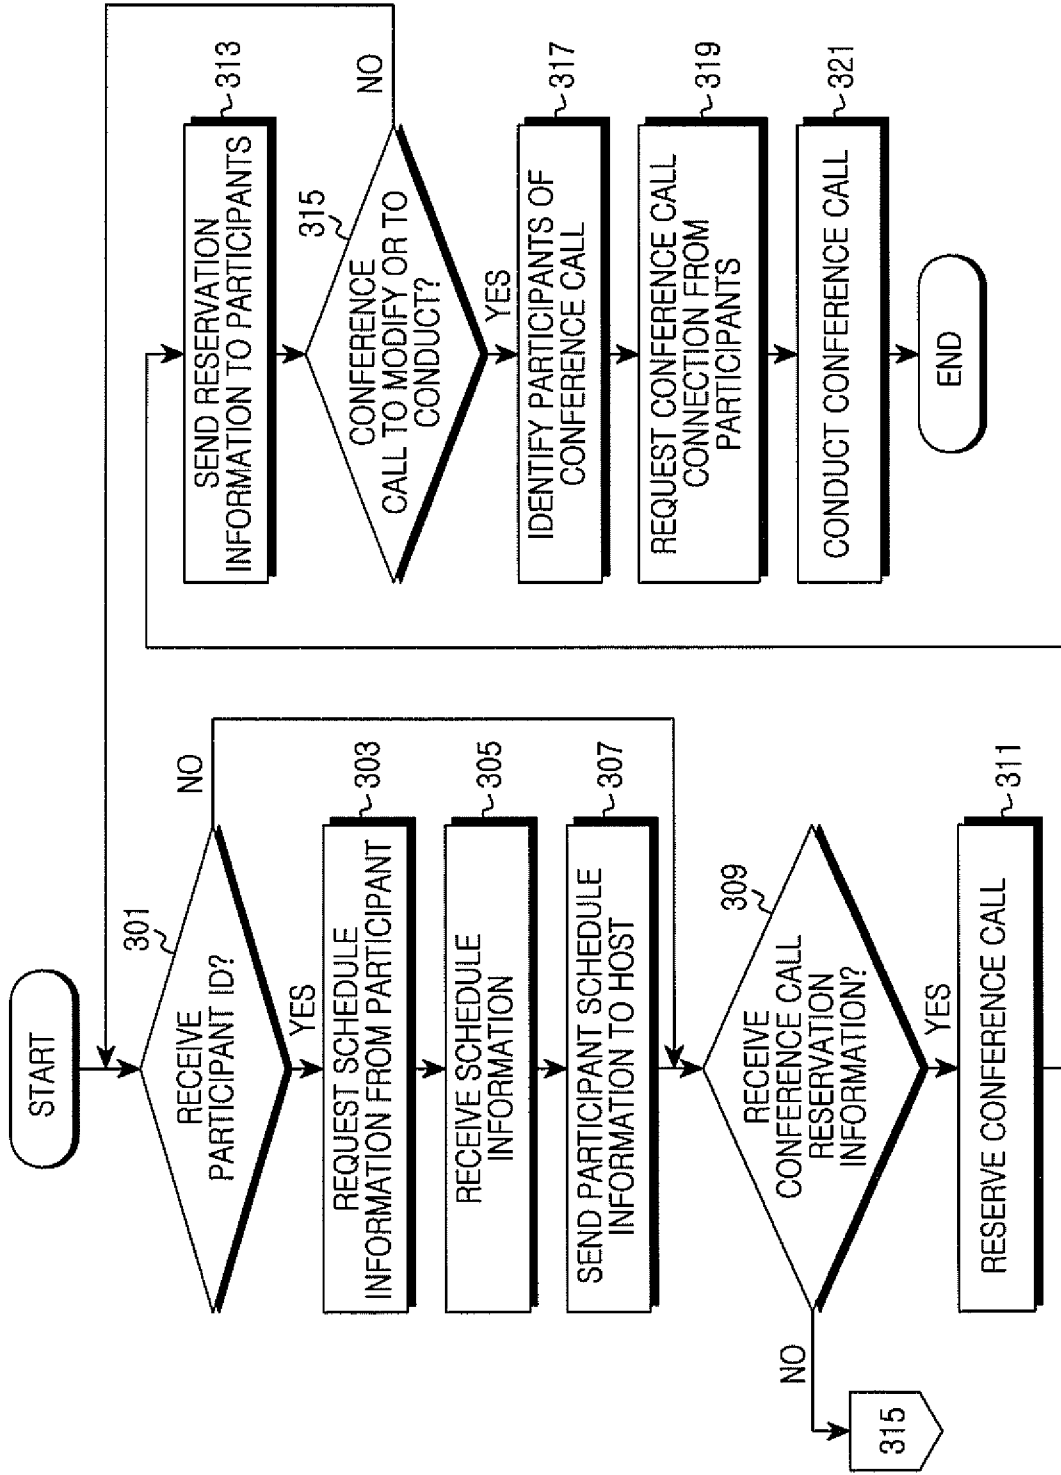 START
301
RECEIVE
PARTICIPANT ID?
NO
YES
REQUEST SCHEDULE
INFORMATION FROM PARTICIPANT
303
RECEIVE SCHEDULE
INFORMATION
305
SEND PARTICIPANT SCHEDULE
INFORMATION TO HOST
307
309
RECEIVE
CONFERENCE CALL
RESERVATION
INFORMATION?
NO
315
YES
RESERVE CONFERENCE CALL
311
SEND RESERVATION
INFORMATION TO PARTICIPANTS
313
315
CONFERENCE
CALL TO MODIFY OR TO
CONDUCT?
NO
YES
IDENTIFY PARTICIPANTS OF
CONFERENCE CALL
317
REQUEST CONFERENCE CALL
CONNECTION FROM
PARTICIPANTS
319
CONDUCT CONFERENCE CALL
321
END